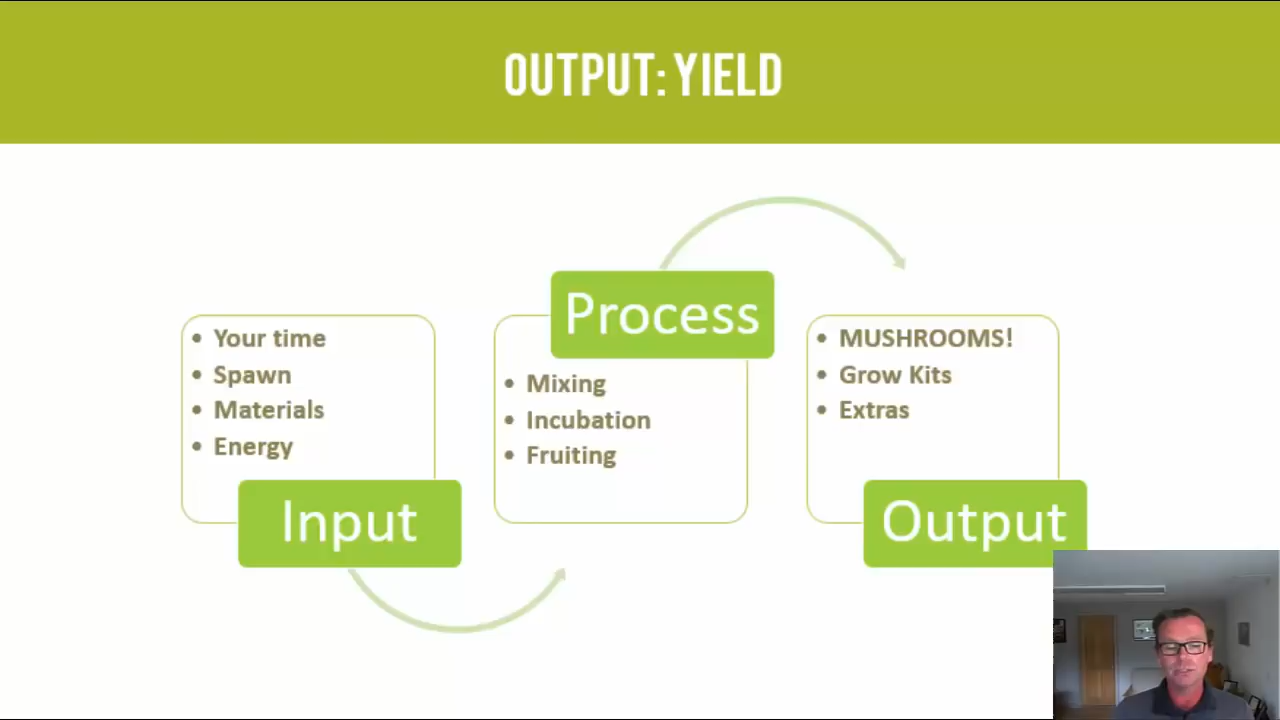 OUTPUT: YIELD
• Your time
• Spawn
• Materials
• Energy
Input
Process
• Mixing
• Incubation
• Fruiting
• MUSHROOMS!
• Grow Kits
• Extras
Output